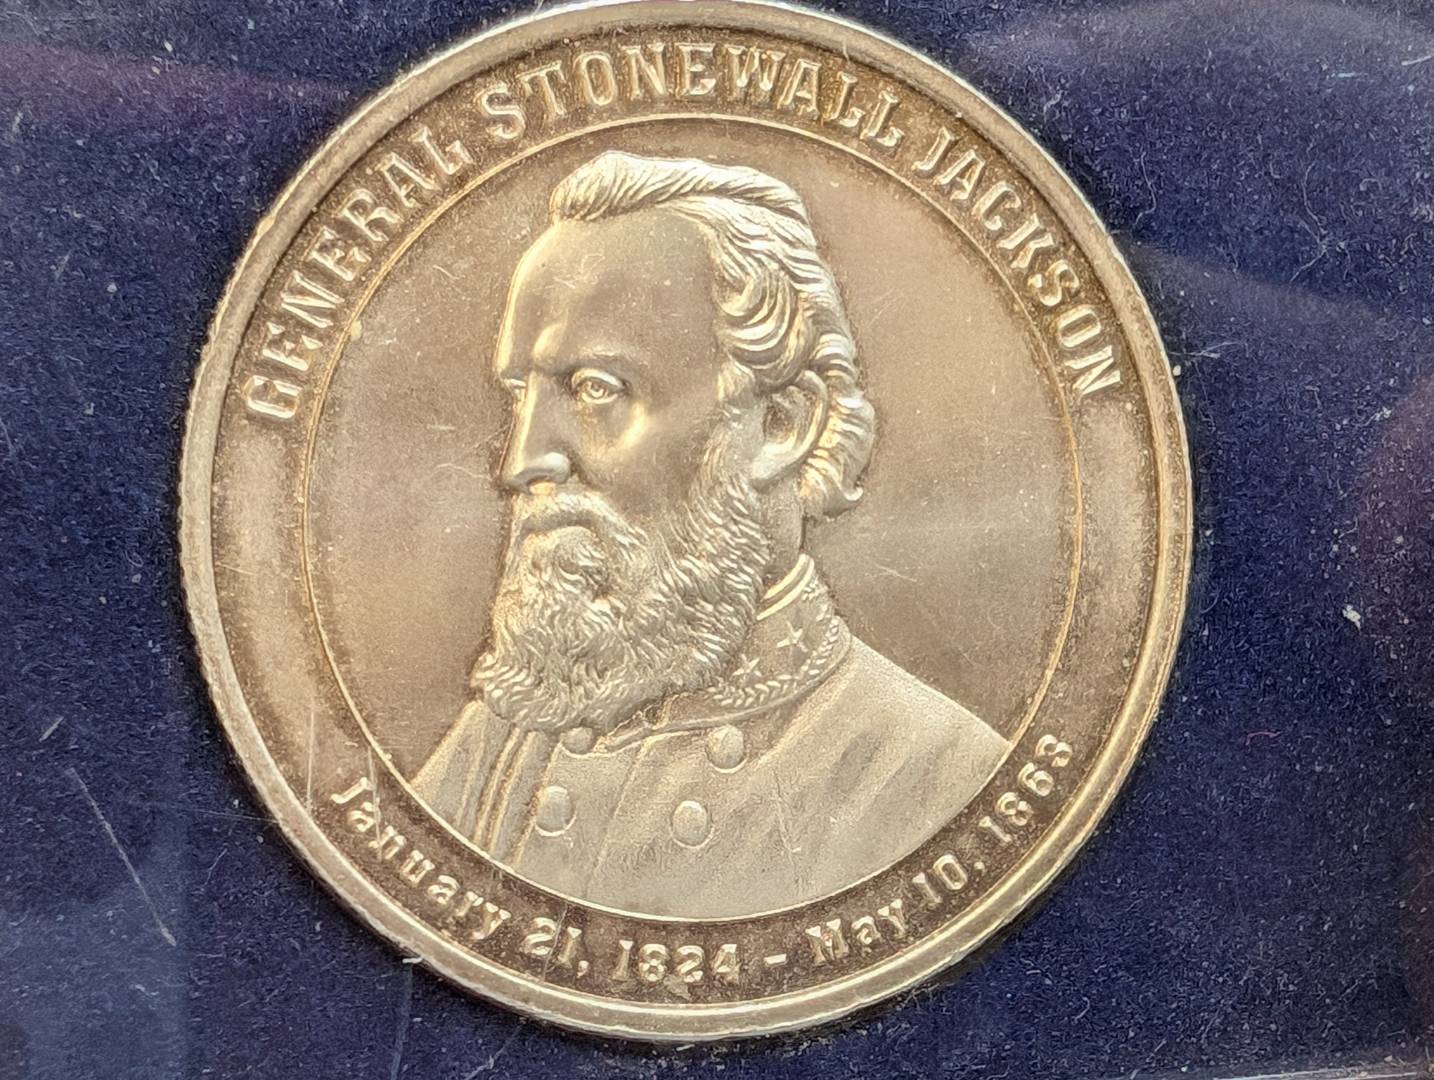 GENERAL STONEWALL JACKSON
January 21, 1824 - May 10, 1863